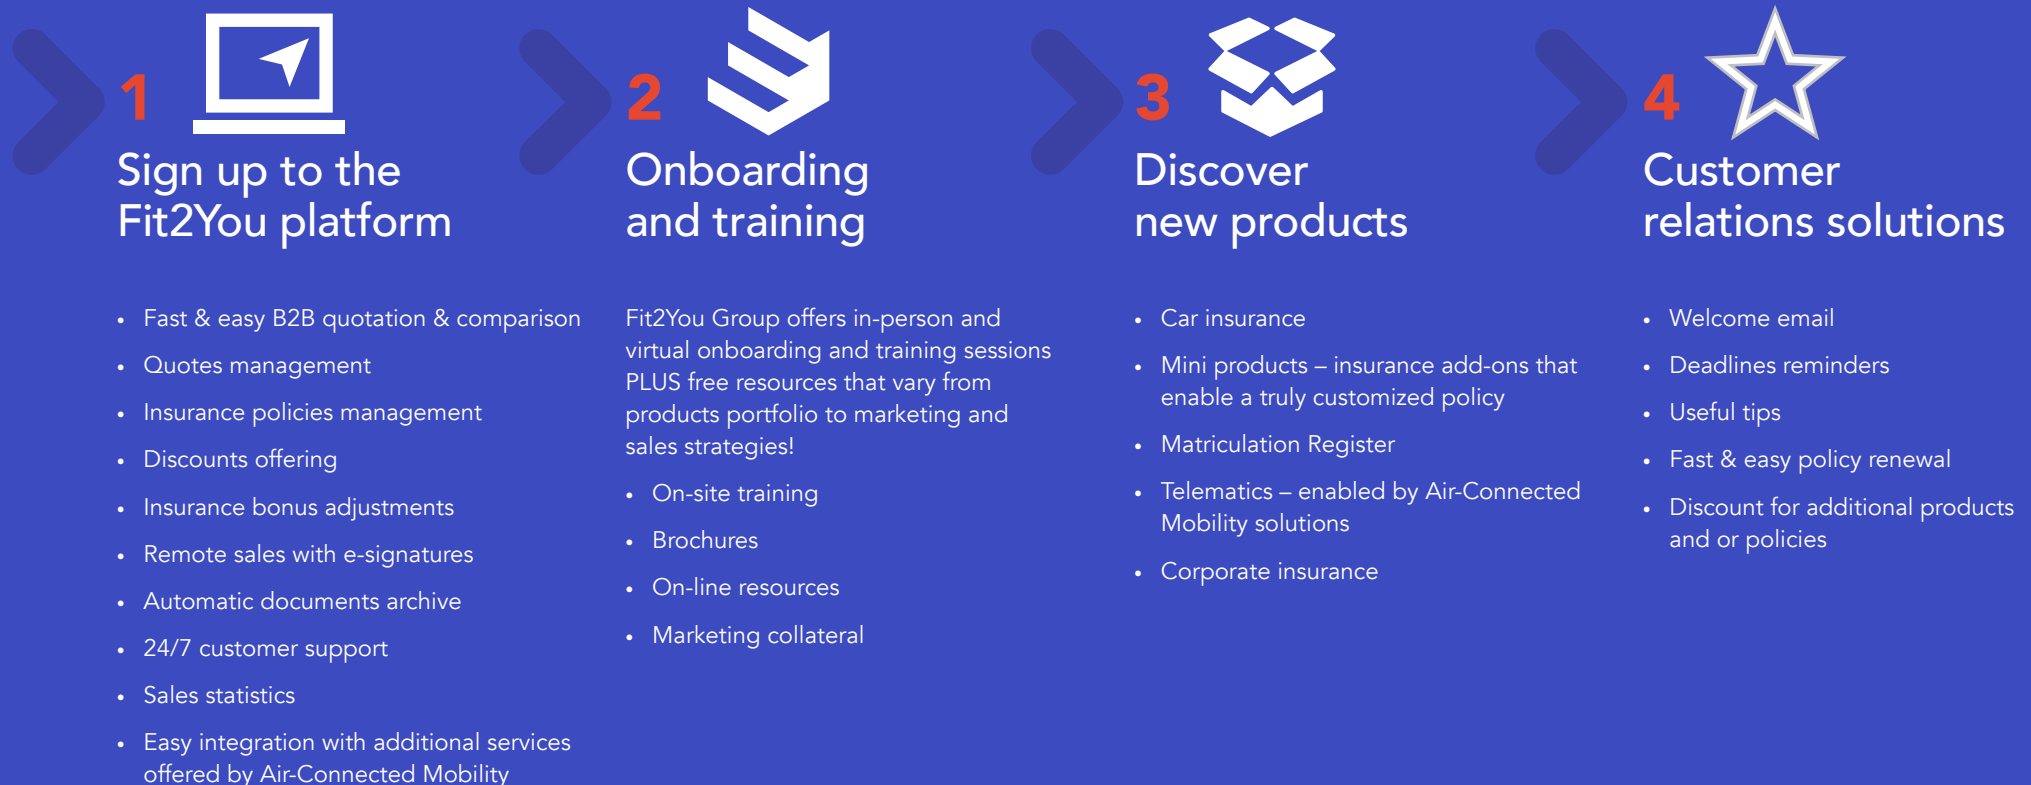 1
Sign up to the
Fit2You platform
• Fast & easy B2B quotation & comparison
• Quotes management
• Insurance policies management
• Discounts offering
• Insurance bonus adjustments
• Remote sales with e-signatures
• Automatic documents archive
• 24/7 customer support
• Sales statistics
• Easy integration with additional services
offered by Air-Connected Mobility
2
Onboarding
and training
Fit2You Group offers in-person and
virtual onboarding and training sessions
PLUS free resources that vary from
products portfolio to marketing and
sales strategies!
• On-site training
• Brochures
• On-line resources
• Marketing collateral
3
Discover
new products
• Car insurance
• Mini products – insurance add-ons that
enable a truly customized policy
• Matriculation Register
• Telematics – enabled by Air-Connected
Mobility solutions
• Corporate insurance
4
Customer
relations solutions
• Welcome email
• Deadlines reminders
• Useful tips
• Fast & easy policy renewal
• Discount for additional products
and or policies